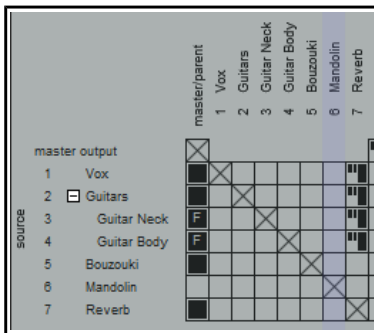 master/parent
1 Vox
2 Guitars
3 Guitar Neck
4 Guitar Body
5 Bouzouki
6 Mandolin
7 Reverb
master output
source
1 Vox
2 Guitars
3 Guitar Neck
F
4 Guitar Body
F
5 Bouzouki
6 Mandolin
7 Reverb